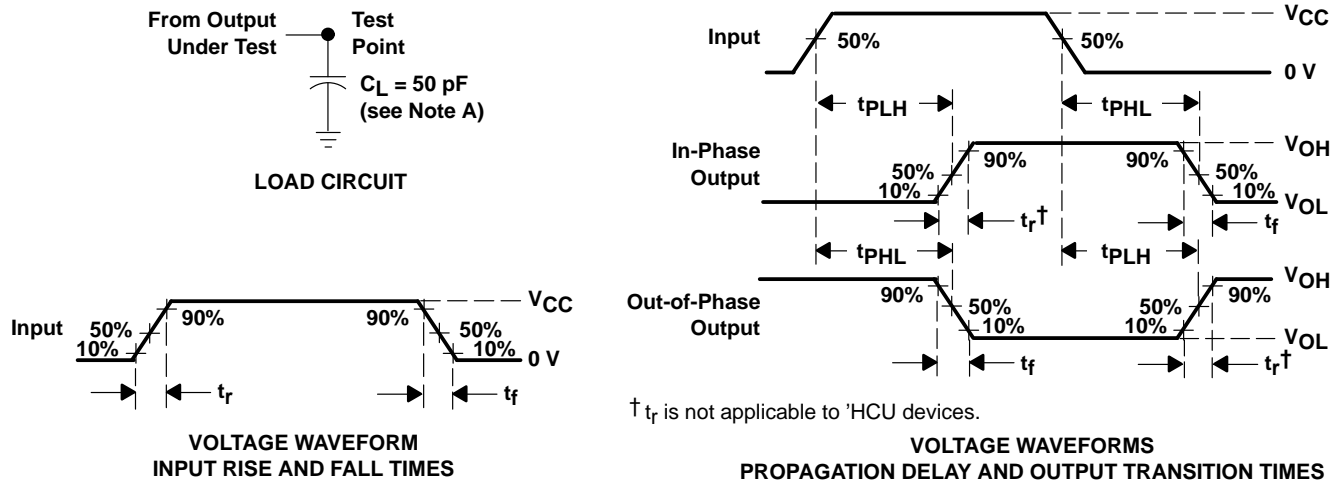 From Output
Under Test
Test
Point
CL = 50 pF
(see Note A)
LOAD CIRCUIT
Input
50%
10%
90%
90%
50%
10%
VCC
0 V
tr
tf
VOLTAGE WAVEFORM
INPUT RISE AND FALL TIMES
Input
50%
50%
VCC
0 V
tPLH
tPHL
In-Phase
Output
50%
10%
90%
90%
50%
10%
VOH
VOL
tr†
tf
tPHL
tPLH
Out-of-Phase
Output
90%
50%
10%
50%
10%
90%
VOH
VOL
tf
tr†
† tr is not applicable to 'HCU devices.
VOLTAGE WAVEFORMS
PROPAGATION DELAY AND OUTPUT TRANSITION TIMES